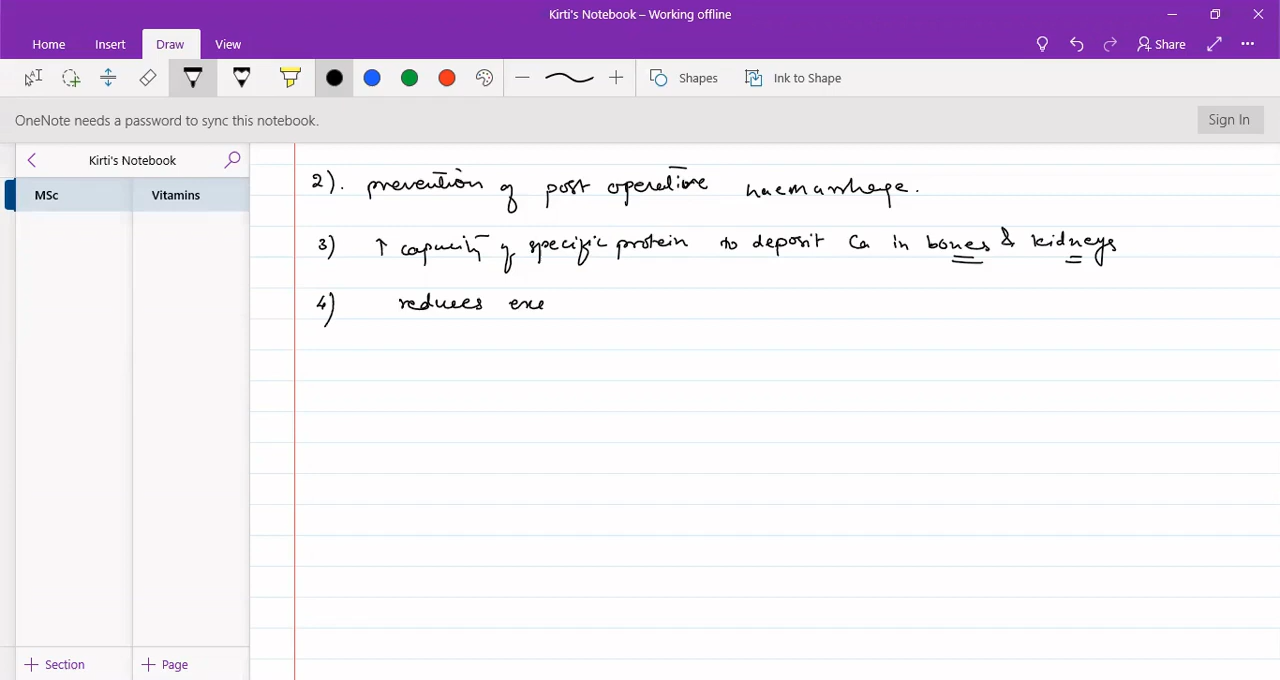 Kirti's Notebook – Working offline
Home Insert Draw View
Share
Shapes Ink to Shape
OneNote needs a password to sync this notebook.
Sign In
Kirti's Notebook
MSc Vitamins
2). prevention of post operative haemarrhage.
3) ↑ capacity of specific protein to deposit Ca in bones & kidneys
4) reduces exe
+ Section + Page